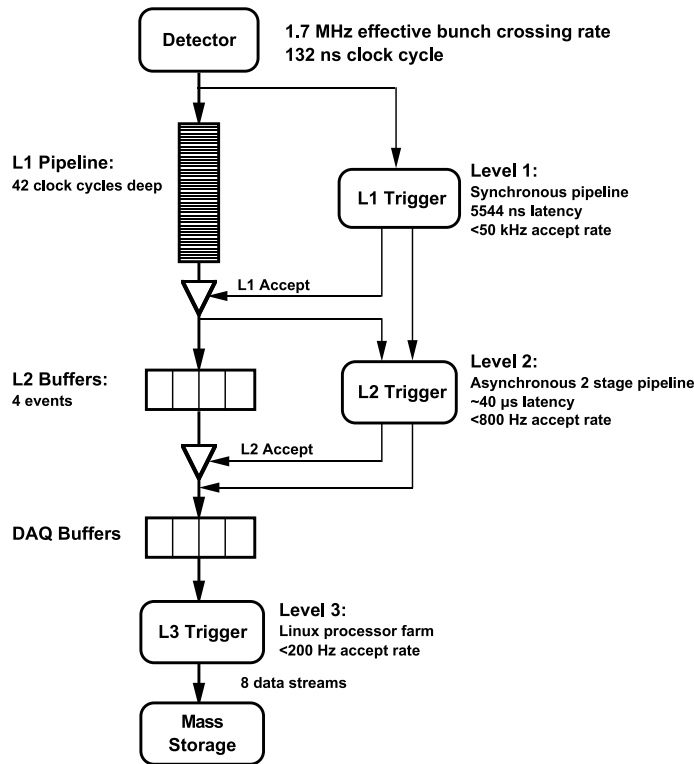 Detector
1.7 MHz effective bunch crossing rate
132 ns clock cycle
L1 Pipeline:
42 clock cycles deep
L1 Trigger
Level 1:
Synchronous pipeline
5544 ns latency
<50 kHz accept rate
L1 Accept
L2 Buffers:
4 events
L2 Trigger
Level 2:
Asynchronous 2 stage pipeline
~40 µs latency
<800 Hz accept rate
L2 Accept
DAQ Buffers
L3 Trigger
Level 3:
Linux processor farm
<200 Hz accept rate
8 data streams
Mass
Storage